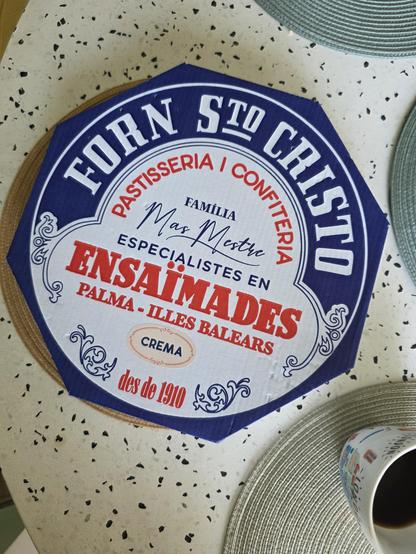 FORN STO CRISTO
PASTISSERIA I CONFITERIA
FAMÍLIA
Mas Mestre
ESPECIALISTES EN
ENSAÏMADES
PALMA - ILLES BALEARS
CREMA
des de 1910